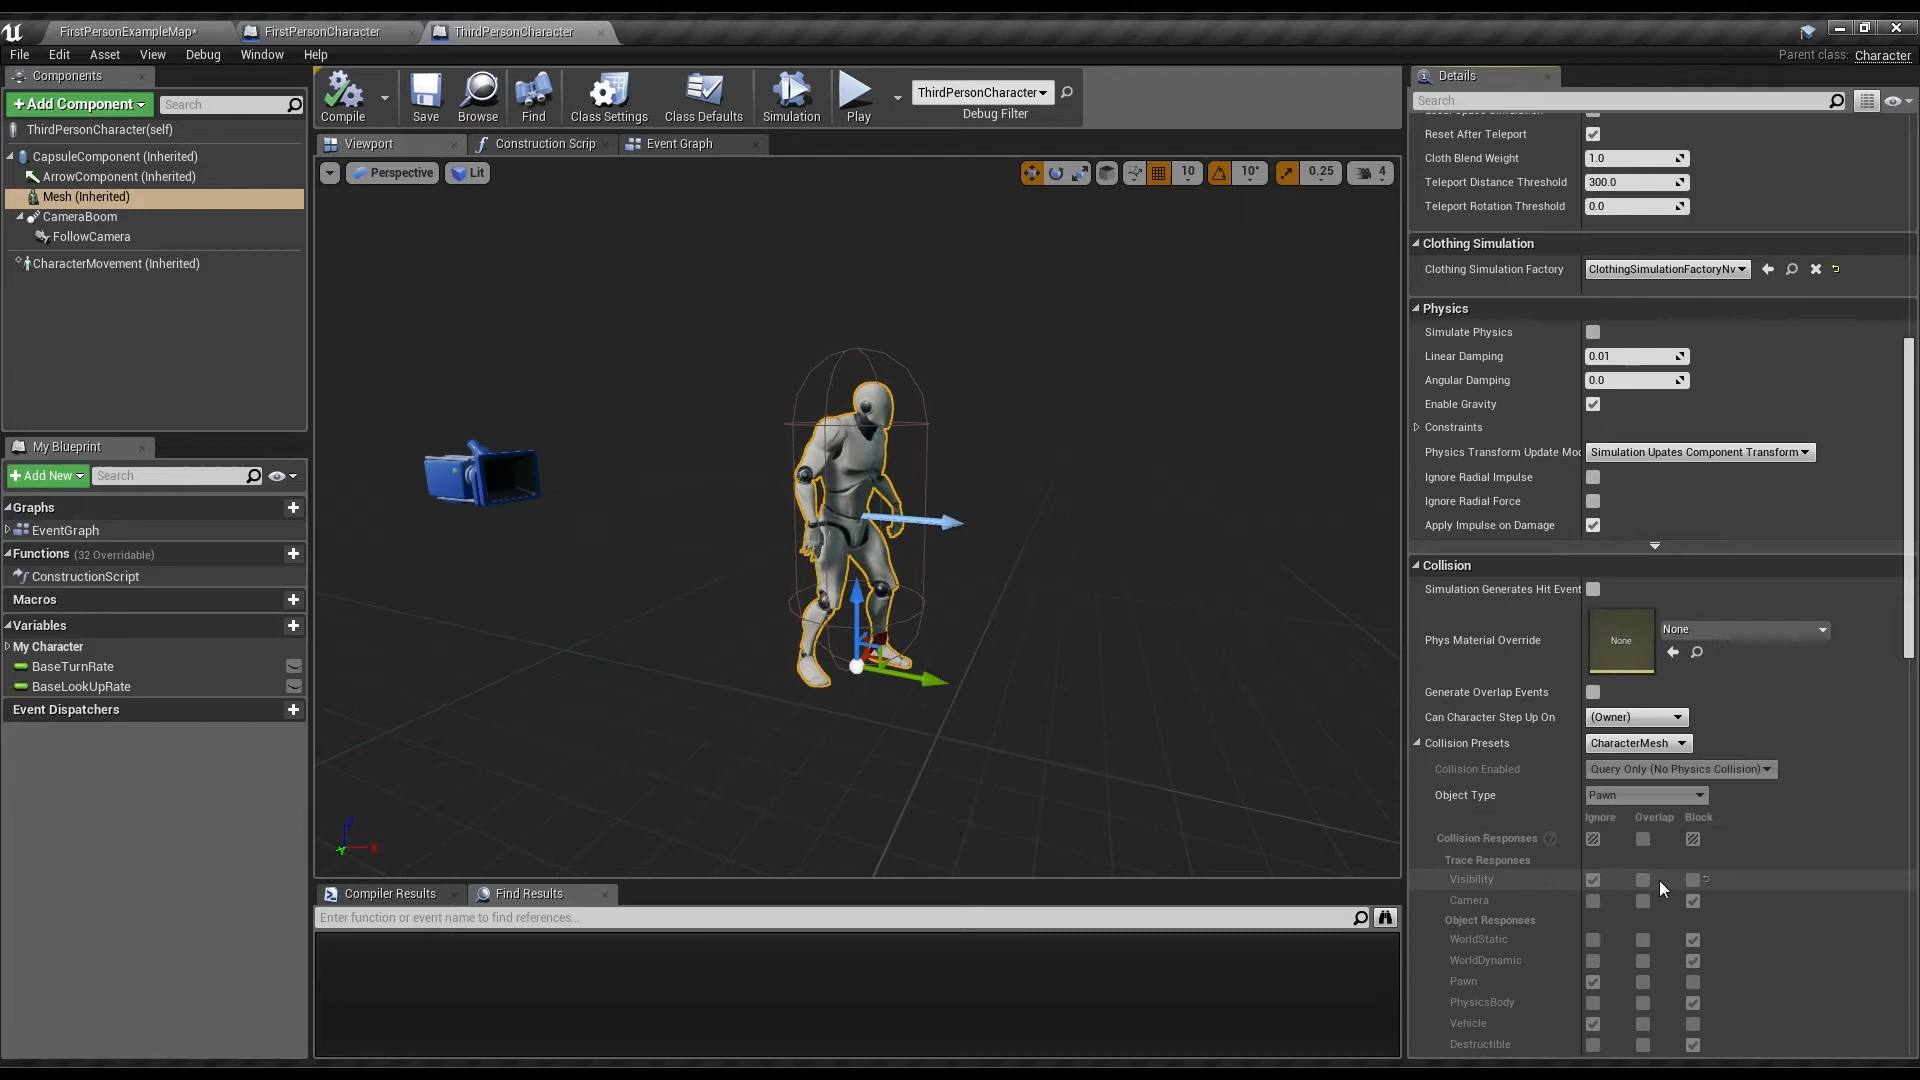 FirstPersonExampleMap*
FirstPersonCharacter
ThirdPersonCharacter
File Edit Asset View Debug Window Help
Parent class: Character
Components
+Add Component
Search
ThirdPersonCharacter(self)
CapsuleComponent (Inherited)
ArrowComponent (Inherited)
Mesh (Inherited)
CameraBoom
FollowCamera
CharacterMovement (Inherited)
My Blueprint
+Add New
Search
Graphs
EventGraph
Functions (32 Overridable)
ConstructionScript
Macros
Variables
My Character
BaseTurnRate
BaseLookUpRate
Event Dispatchers
Compile
Save
Browse
Find
Class Settings
Class Defaults
Simulation
Play
ThirdPersonCharacter
Debug Filter
Viewport
Construction Scrip
Event Graph
Perspective
Lit
10
10°
0.25
4
Z
X
Y
Compiler Results
Find Results
Enter function or event name to find references...
Details
Search
Reset After Teleport
Cloth Blend Weight 1.0
Teleport Distance Threshold 300.0
Teleport Rotation Threshold 0.0
Clothing Simulation
Clothing Simulation Factory ClothingSimulationFactoryNv
Physics
Simulate Physics
Linear Damping 0.01
Angular Damping 0.0
Enable Gravity
Constraints
Physics Transform Update Mod Simulation Upates Component Transform
Ignore Radial Impulse
Ignore Radial Force
Apply Impulse on Damage
Collision
Simulation Generates Hit Event
Phys Material Override None None
Generate Overlap Events
Can Character Step Up On (Owner)
Collision Presets CharacterMesh
Collision Enabled Query Only (No Physics Collision)
Object Type Pawn
Ignore Overlap Block
Collision Responses
Trace Responses
Visibility
Camera
Object Responses
WorldStatic
WorldDynamic
Pawn
PhysicsBody
Vehicle
Destructible